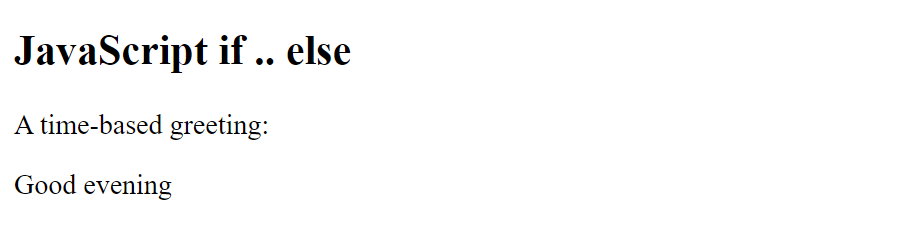 JavaScript if .. else
A time-based greeting:
Good evening